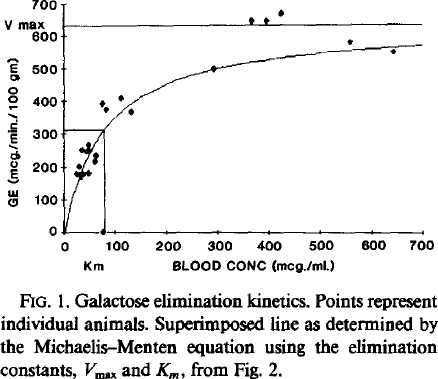 700
V max
600
500
400
300
200
100
0
GE (mcg./min./100 gm)
0 100 200 300 400 500 600 700
Km BLOOD CONC (mcg./ml.)
FIG. 1. Galactose elimination kinetics. Points represent
individual animals. Superimposed line as determined by
the Michaelis–Menten equation using the elimination
constants, Vmax and Km, from Fig. 2.